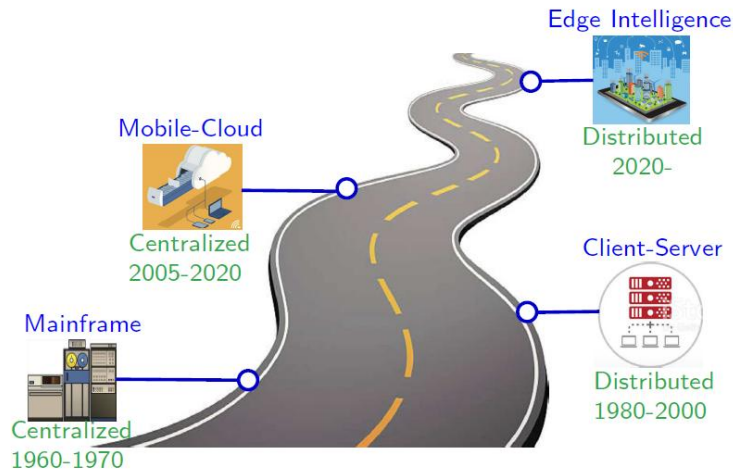 Edge Intelligence
Distributed
2020-
Mobile-Cloud
Centralized
2005-2020
Client-Server
Distributed
1980-2000
Mainframe
Centralized
1960-1970